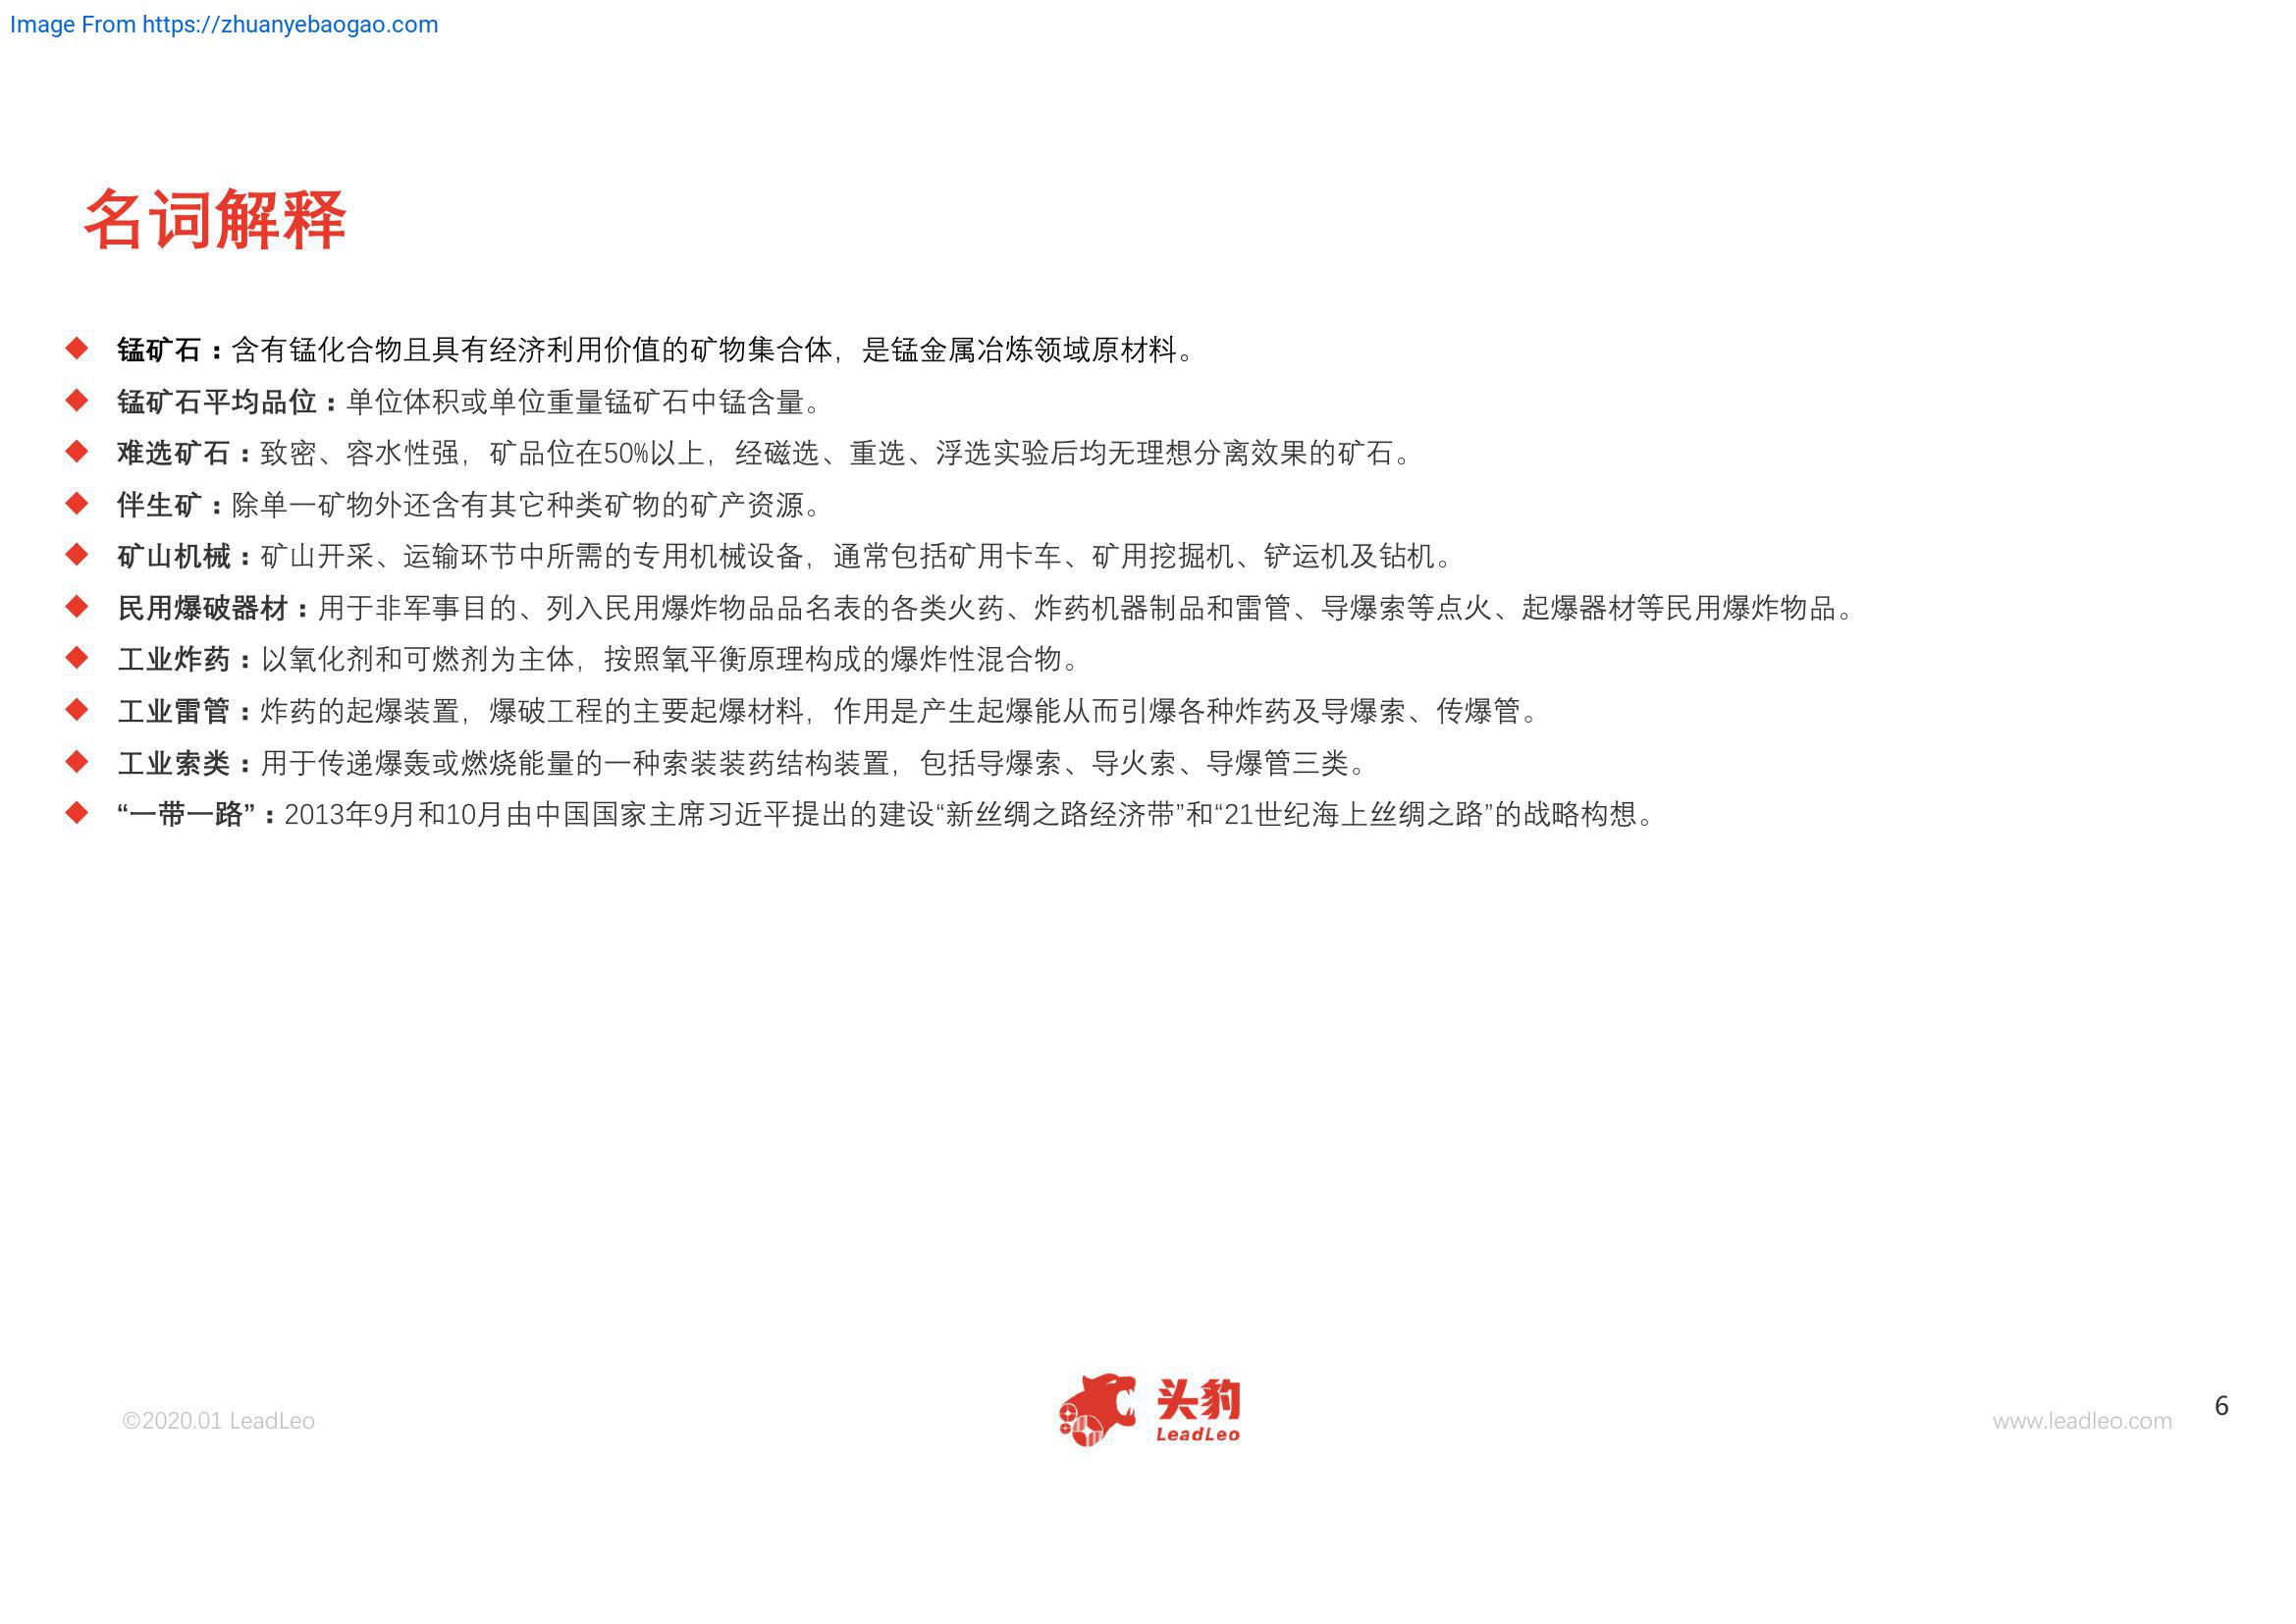 Image From https://zhuanyebaogao.com
名词解释
◆ 锰矿石：含有锰化合物且具有经济利用价值的矿物集合体，是锰金属冶炼领域原材料。
◆ 锰矿石平均品位：单位体积或单位重量锰矿石中锰含量。
◆ 难选矿石：致密、容水性强，矿品位在50%以上，经磁选、重选、浮选实验后均无理想分离效果的矿石。
◆ 伴生矿：除单一矿物外还含有其它种类矿物的矿产资源。
◆ 矿山机械：矿山开采、运输环节中所需的专用机械设备，通常包括矿用卡车、矿用挖掘机、铲运机及钻机。
◆ 民用爆破器材：用于非军事目的、列入民用爆炸物品品名表的各类火药、炸药机器制品和雷管、导爆索等点火、起爆器材等民用爆炸物品。
◆ 工业炸药：以氧化剂和可燃剂为主体，按照氧平衡原理构成的爆炸性混合物。
◆ 工业雷管：炸药的起爆装置，爆破工程的主要起爆材料，作用是产生起爆能从而引爆各种炸药及导爆索、传爆管。
◆ 工业索类：用于传递爆轰或燃烧能量的一种索装装药结构装置，包括导爆索、导火索、导爆管三类。
◆ “一带一路”：2013年9月和10月由中国国家主席习近平提出的建设“新丝绸之路经济带”和“21世纪海上丝绸之路”的战略构想。
©2020.01 LeadLeo
头豹
LeadLeo
www.leadleo.com
6